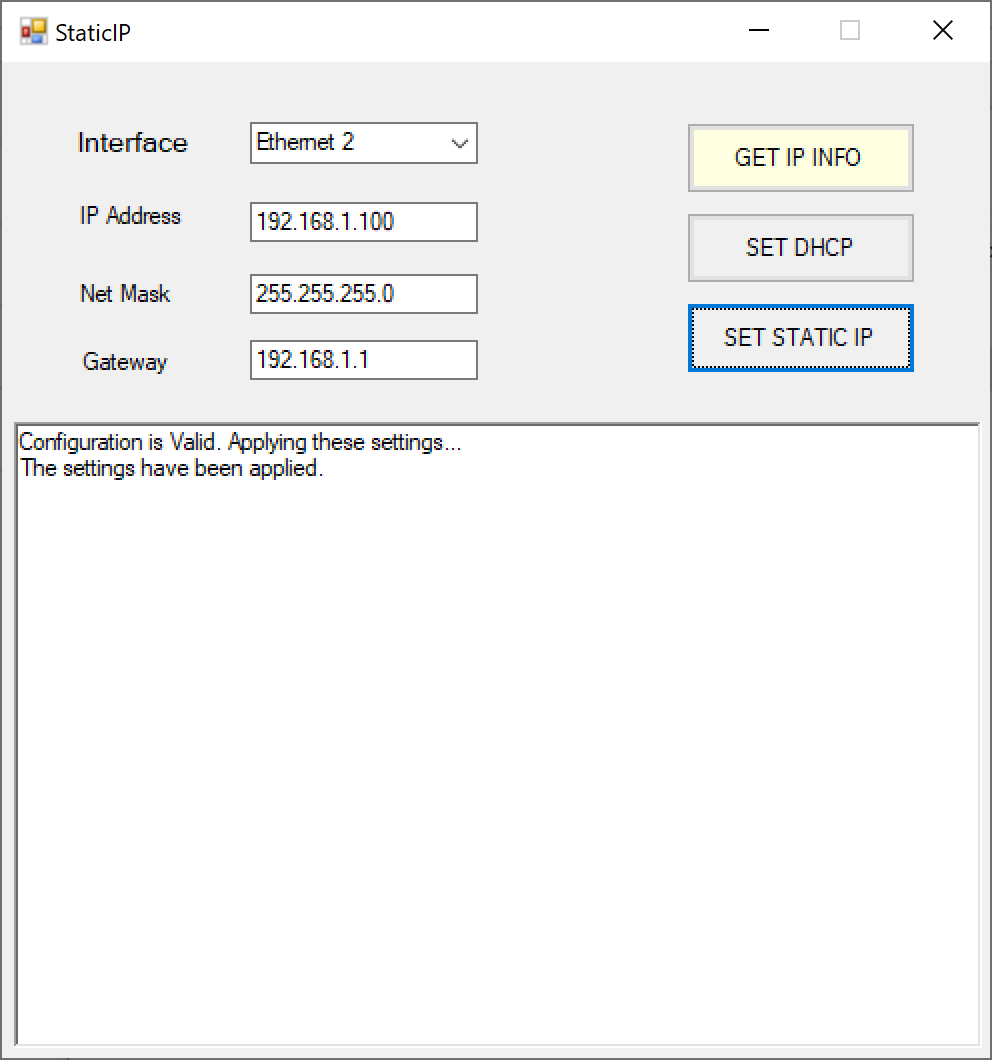 StaticIP
Interface
Ethernet 2
GET IP INFO
IP Address
192.168.1.100
SET DHCP
Net Mask
255.255.255.0
SET STATIC IP
Gateway
192.168.1.1
Configuration is Valid. Applying these settings...
The settings have been applied.